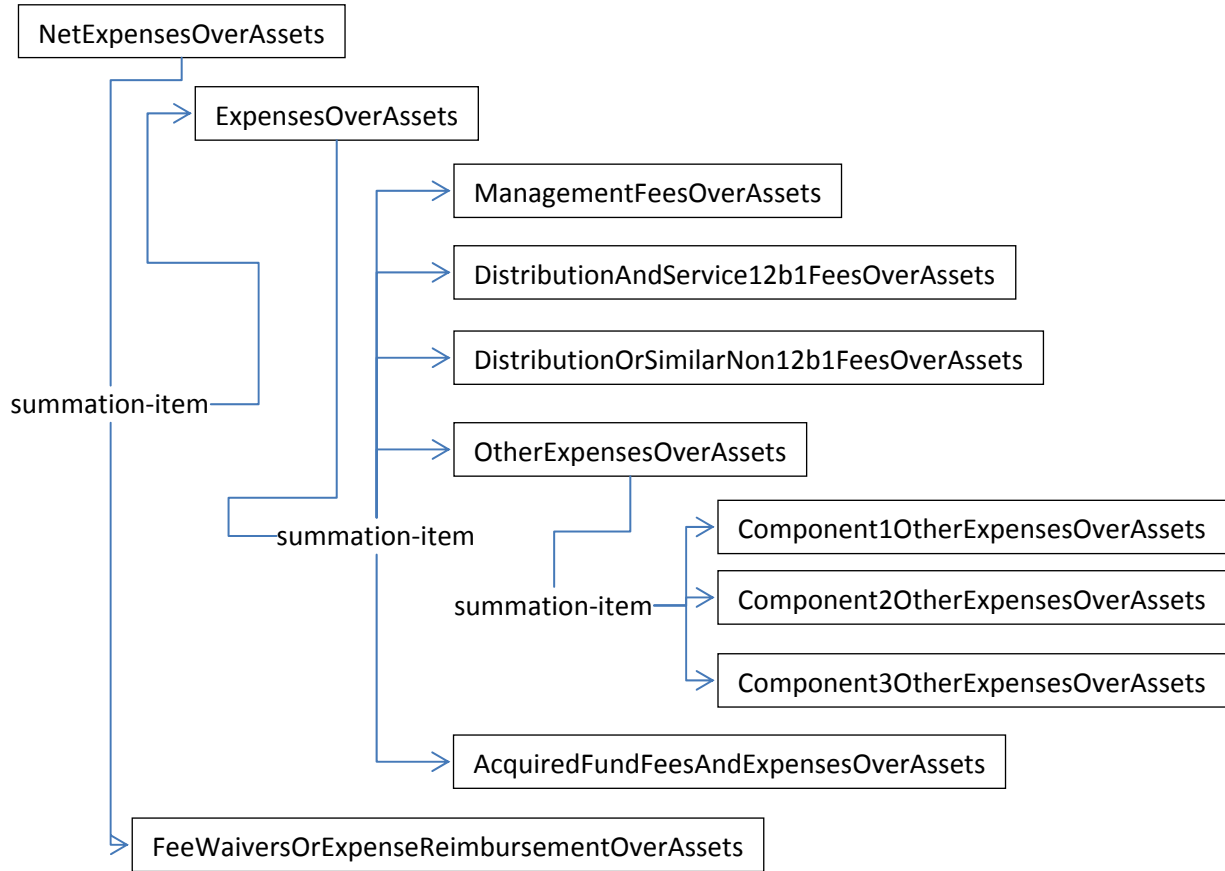 NetExpensesOverAssets
ExpensesOverAssets
ManagementFeesOverAssets
DistributionAndService12b1FeesOverAssets
DistributionOrSimilarNon12b1FeesOverAssets
summation-item
OtherExpensesOverAssets
Component1OtherExpensesOverAssets
summation-item
Component2OtherExpensesOverAssets
summation-item
Component3OtherExpensesOverAssets
AcquiredFundFeesAndExpensesOverAssets
FeeWaiversOrExpenseReimbursementOverAssets